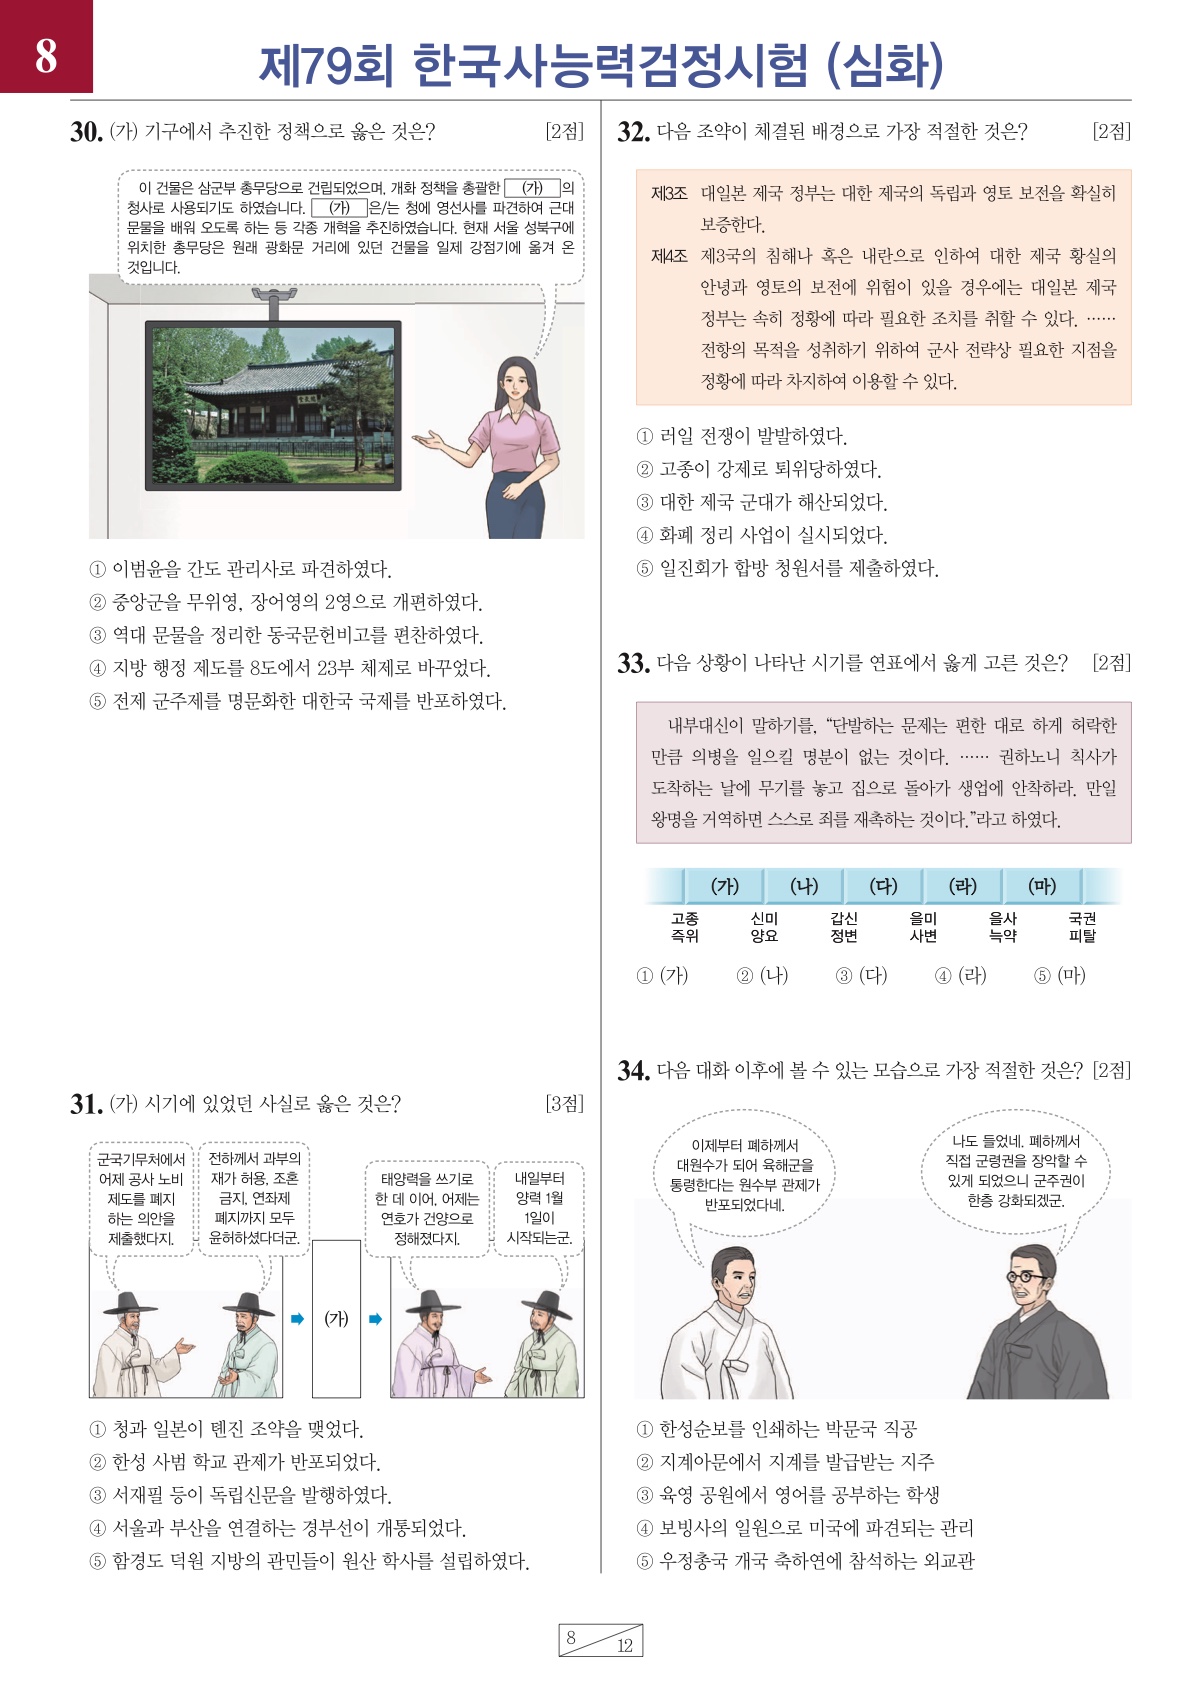 8
제79회 한국사능력검정시험 (심화)
30. (가) 기구에서 추진한 정책으로 옳은 것은? [2점]
이 건물은 삼군부 총무당으로 건립되었으며, 개화 정책을 총괄한 (가) 의
청사로 사용되기도 하였습니다. (가) 은/는 청에 영선사를 파견하여 근대
문물을 배워 오도록 하는 등 각종 개혁을 추진하였습니다. 현재 서울 성북구에
위치한 총무당은 원래 광화문 거리에 있던 건물을 일제 강점기에 옮겨 온
것입니다.
① 이범윤을 간도 관리사로 파견하였다.
② 중앙군을 무위영, 장어영의 2영으로 개편하였다.
③ 역대 문물을 정리한 동국문헌비고를 편찬하였다.
④ 지방 행정 제도를 8도에서 23부 체제로 바꾸었다.
⑤ 전제 군주제를 명문화한 대한국 국제를 반포하였다.
31. (가) 시기에 있었던 사실로 옳은 것은? [3점]
군국기무처에서
어제 공사 노비
제도를 폐지
하는 의안을
제출했다지.
전하께서 과부의
재가 허용, 조혼
금지, 연좌제
폐지까지 모두
윤허하셨다더군.
(가)
태양력을 쓰기로
한 데 이어, 어제는
연호가 건양으로
정해졌다지.
내일부터
양력 1월
1일이
시작되는군.
① 청과 일본이 톈진 조약을 맺었다.
② 한성 사범 학교 관제가 반포되었다.
③ 서재필 등이 독립신문을 발행하였다.
④ 서울과 부산을 연결하는 경부선이 개통되었다.
⑤ 함경도 덕원 지방의 관민들이 원산 학사를 설립하였다.
32. 다음 조약이 체결된 배경으로 가장 적절한 것은? [2점]
제3조 대일본 제국 정부는 대한 제국의 독립과 영토 보전을 확실히
보증한다.
제4조 제3국의 침해나 혹은 내란으로 인하여 대한 제국 황실의
안녕과 영토의 보전에 위험이 있을 경우에는 대일본 제국
정부는 속히 정황에 따라 필요한 조치를 취할 수 있다. ……
전항의 목적을 성취하기 위하여 군사 전략상 필요한 지점을
정황에 따라 차지하여 이용할 수 있다.
① 러일 전쟁이 발발하였다.
② 고종이 강제로 퇴위당하였다.
③ 대한 제국 군대가 해산되었다.
④ 화폐 정리 사업이 실시되었다.
⑤ 일진회가 합방 청원서를 제출하였다.
33. 다음 상황이 나타난 시기를 연표에서 옳게 고른 것은? [2점]
내부대신이 말하기를, “단발하는 문제는 편한 대로 하게 허락한
만큼 의병을 일으킬 명분이 없는 것이다. …… 권하노니 칙사가
도착하는 날에 무기를 놓고 집으로 돌아가 생업에 안착하라. 만일
왕명을 거역하면 스스로 죄를 재촉하는 것이다.”라고 하였다.
(가) (나) (다) (라) (마)
고종 신미 갑신 을미 을사 국권
즉위 양요 정변 사변 늑약 피탈
① (가) ② (나) ③ (다) ④ (라) ⑤ (마)
34. 다음 대화 이후에 볼 수 있는 모습으로 가장 적절한 것은? [2점]
이제부터 폐하께서
대원수가 되어 육해군을
통령한다는 원수부 관제가
반포되었다네.
나도 들었네. 폐하께서
직접 군령권을 장악할 수
있게 되었으니 군주권이
한층 강화되겠군.
① 한성순보를 인쇄하는 박문국 직공
② 지계아문에서 지계를 발급받는 지주
③ 육영 공원에서 영어를 공부하는 학생
④ 보빙사의 일원으로 미국에 파견되는 관리
⑤ 우정총국 개국 축하연에 참석하는 외교관
8
12